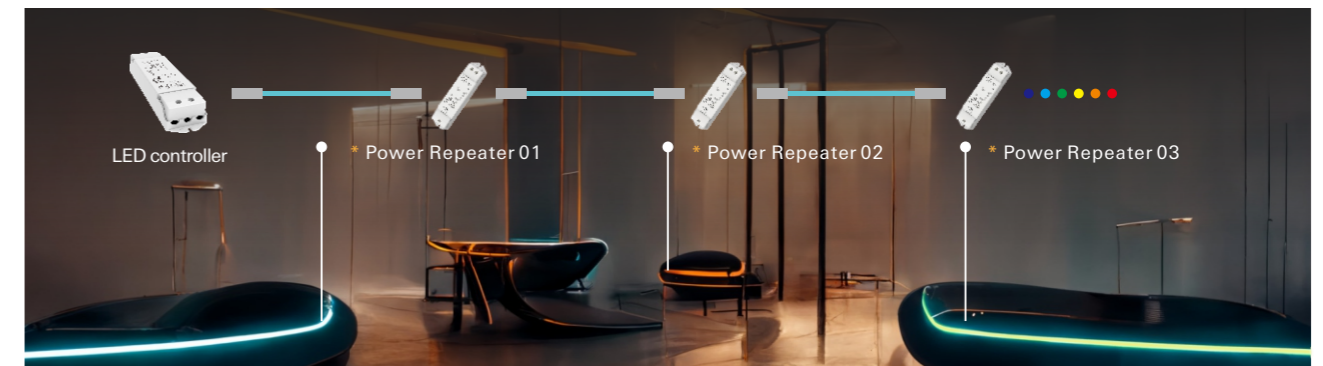 LED controller
* Power Repeater 01
* Power Repeater 02
* Power Repeater 03